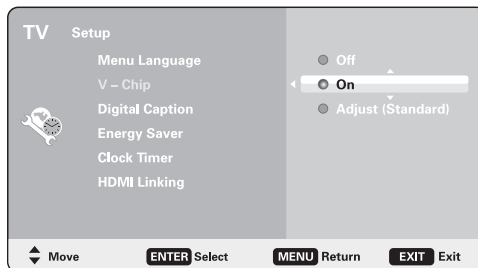 TV Setup
Menu Language
V – Chip
Digital Caption
Energy Saver
Clock Timer
HDMI Linking
Off
On
Adjust (Standard)
Move ENTER Select MENU Return EXIT Exit